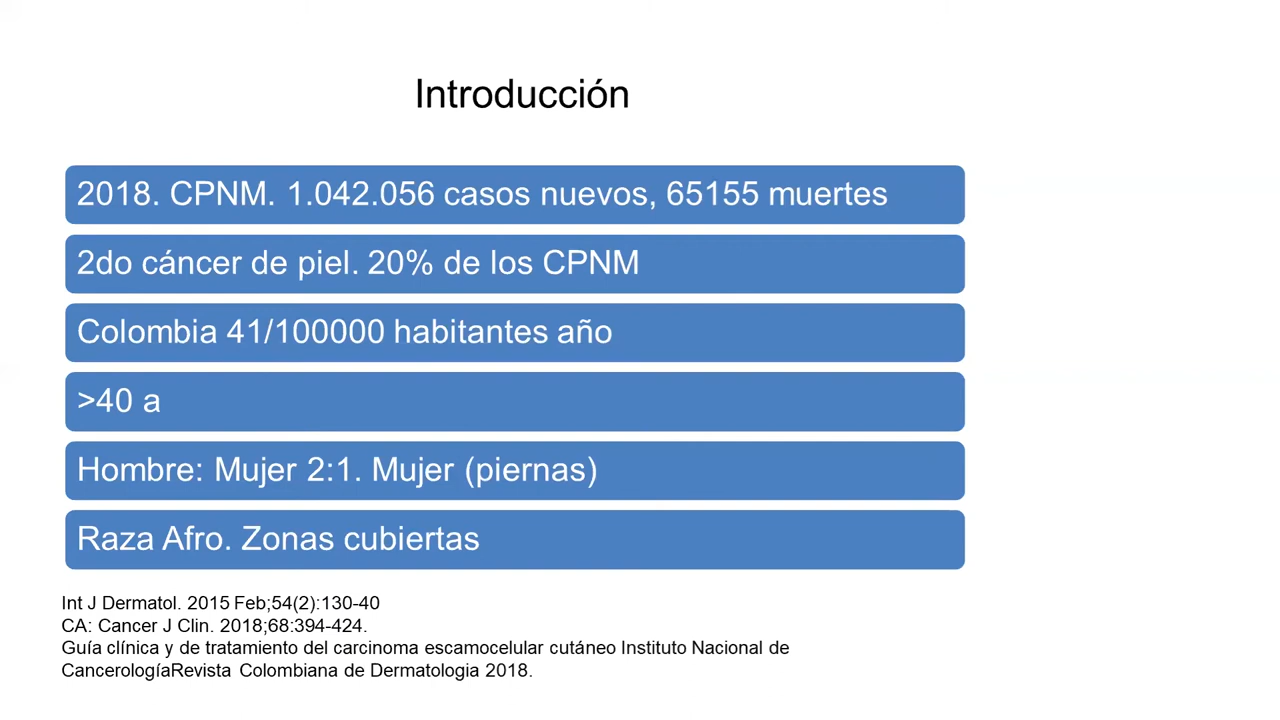 Introducción
2018. CPNM. 1.042.056 casos nuevos, 65155 muertes
2do cáncer de piel. 20% de los CPNM
Colombia 41/100000 habitantes año
>40 a
Hombre: Mujer 2:1. Mujer (piernas)
Raza Afro. Zonas cubiertas
Int J Dermatol. 2015 Feb;54(2):130-40
CA: Cancer J Clin. 2018;68:394-424.
Guía clínica y de tratamiento del carcinoma escamocelular cutáneo Instituto Nacional de
CancerologíaRevista Colombiana de Dermatologia 2018.